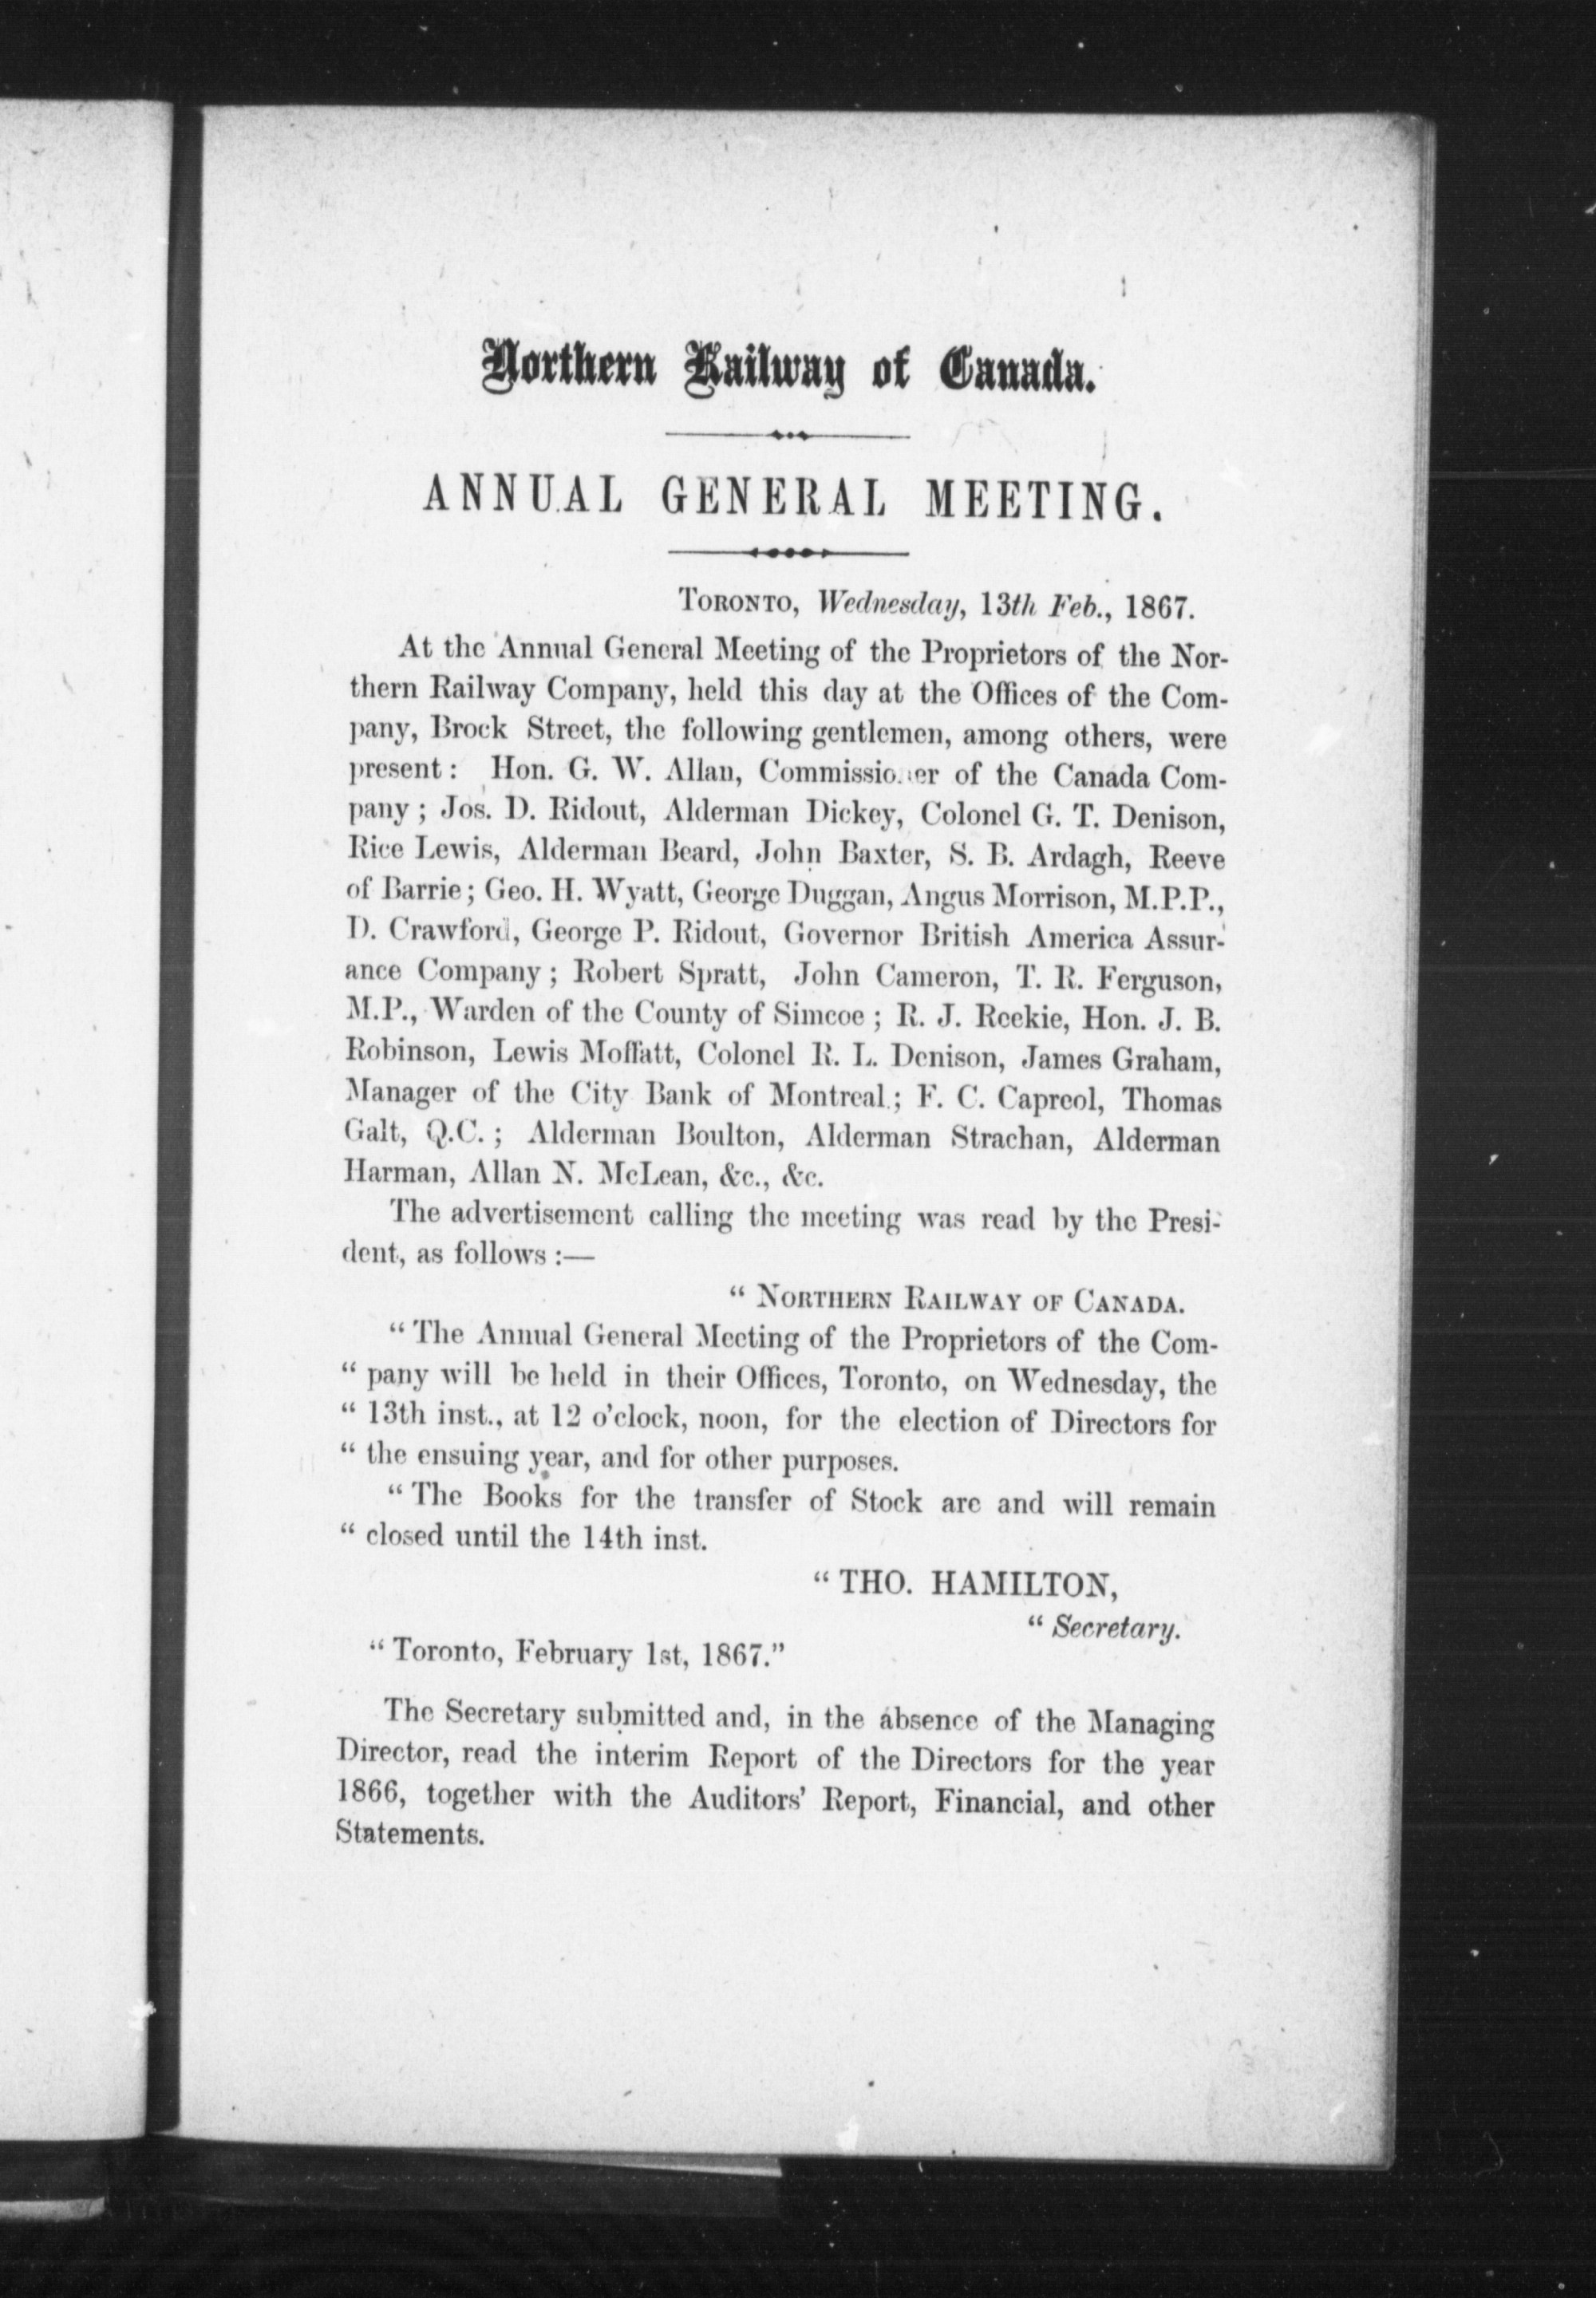 Northern Railway of Canada.
ANNUAL GENERAL MEETING.
TORONTO, Wednesday, 13th Feb., 1867.
At the Annual General Meeting of the Proprietors of the Nor-
thern Railway Company, held this day at the Offices of the Com-
pany, Brock Street, the following gentlemen, among others, were
present: Hon. G. W. Allan, Commissioner of the Canada Com-
pany; Jos. D. Ridout, Alderman Dickey, Colonel G. T. Denison,
Rice Lewis, Alderman Beard, John Baxter, S. B. Ardagh, Reeve
of Barrie; Geo. H. Wyatt, George Duggan, Angus Morrison, M.P.P.,
D. Crawford, George P. Ridout, Governor British America Assur-
ance Company; Robert Spratt, John Cameron, T. R. Ferguson,
M.P., Warden of the County of Simcoe; R. J. Reekie, Hon. J. B.
Robinson, Lewis Moffatt, Colonel R. L. Denison, James Graham,
Manager of the City Bank of Montreal; F. C. Capreol, Thomas
Galt, Q.C.; Alderman Boulton, Alderman Strachan, Alderman
Harman, Allan N. McLean, &c., &c.
The advertisement calling the meeting was read by the Presi-
dent, as follows :—
" NORTHERN RAILWAY OF CANADA.
" The Annual General Meeting of the Proprietors of the Com-
" pany will be held in their Offices, Toronto, on Wednesday, the
" 13th inst., at 12 o'clock, noon, for the election of Directors for
" the ensuing year, and for other purposes.
" The Books for the transfer of Stock are and will remain
" closed until the 14th inst.
" THO. HAMILTON,
" Secretary.
" Toronto, February 1st, 1867."
The Secretary submitted and, in the absence of the Managing
Director, read the interim Report of the Directors for the year
1866, together with the Auditors' Report, Financial, and other
Statements.